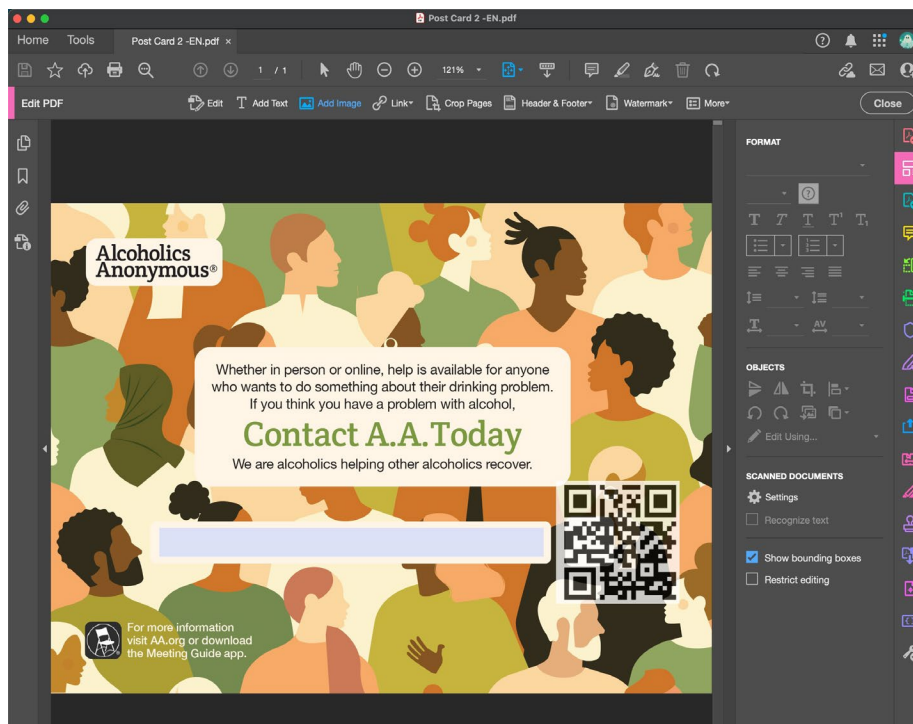 Post Card 2 -EN.pdf
Home Tools Post Card 2 -EN.pdf ×
1 / 1 121%
Edit PDF Edit Add Text Add Image Link Crop Pages Header & Footer Watermark More Close
FORMAT
Alcoholics
Anonymous®
Whether in person or online, help is available for anyone
who wants to do something about their drinking problem.
If you think you have a problem with alcohol,
Contact A.A.Today
We are alcoholics helping other alcoholics recover.
For more information
visit AA.org or download
the Meeting Guide app.
OBJECTS
Edit Using...
SCANNED DOCUMENTS
Settings
Recognize text
Show bounding boxes
Restrict editing